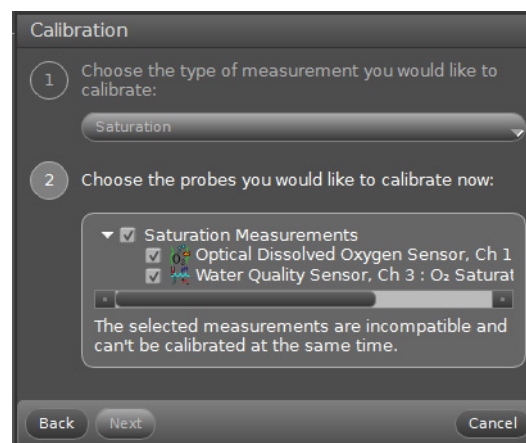 Calibration
1
Choose the type of measurement you would like to
calibrate:
Saturation
2
Choose the probes you would like to calibrate now:
Saturation Measurements
Optical Dissolved Oxygen Sensor, Ch 1
Water Quality Sensor, Ch 3 : O₂ Saturat
The selected measurements are incompatible and
can't be calibrated at the same time.
Back Next Cancel